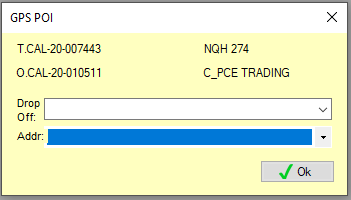 GPS POI
T.CAL-20-007443 NQH 274
O.CAL-20-010511 C_PCE TRADING
Drop
Off:
Addr:
Ok